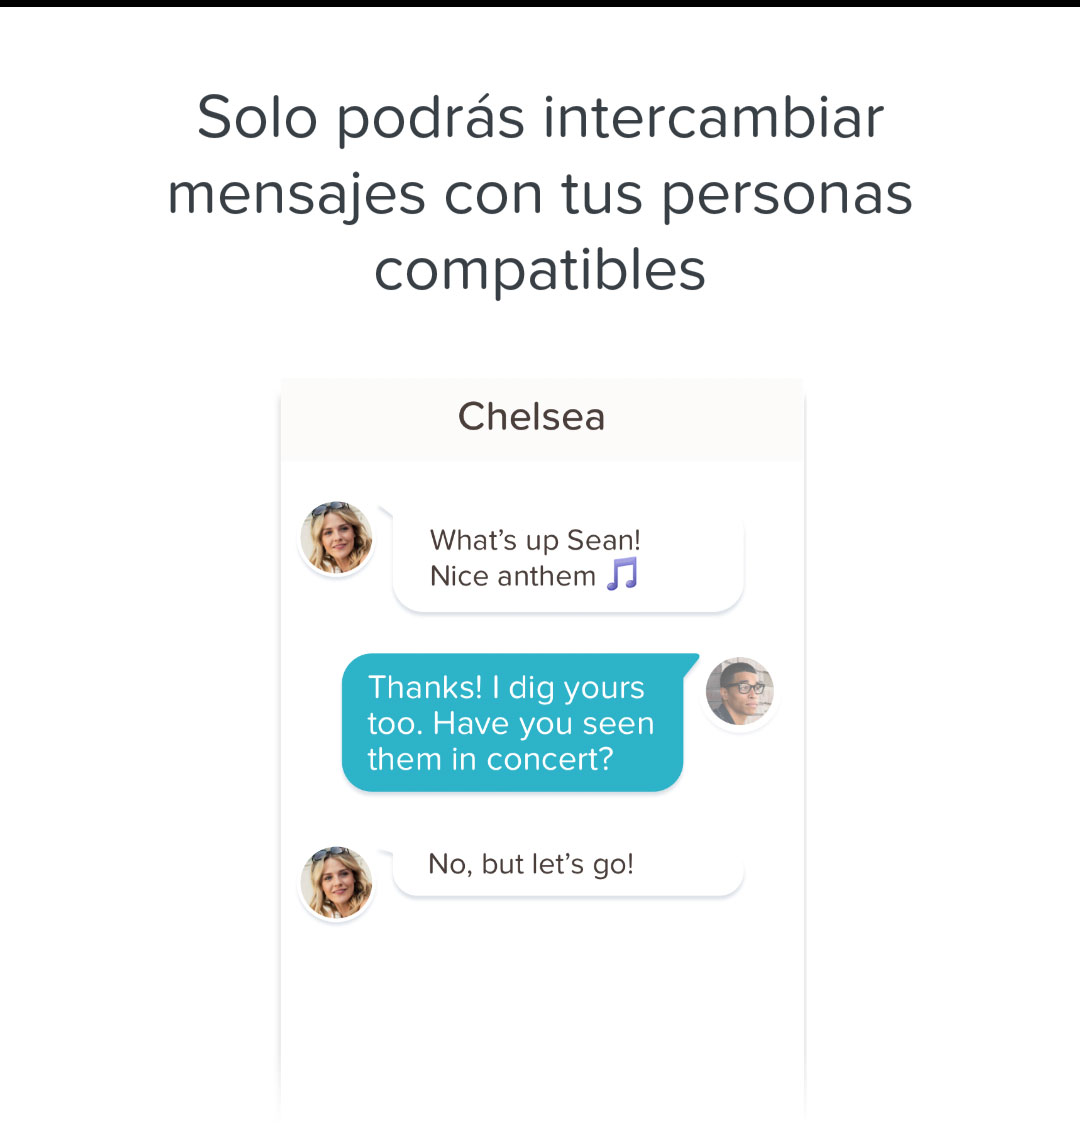 Solo podrás intercambiar
mensajes con tus personas
compatibles
Chelsea
What’s up Sean!
Nice anthem 🎵
Thanks! I dig yours
too. Have you seen
them in concert?
No, but let’s go!